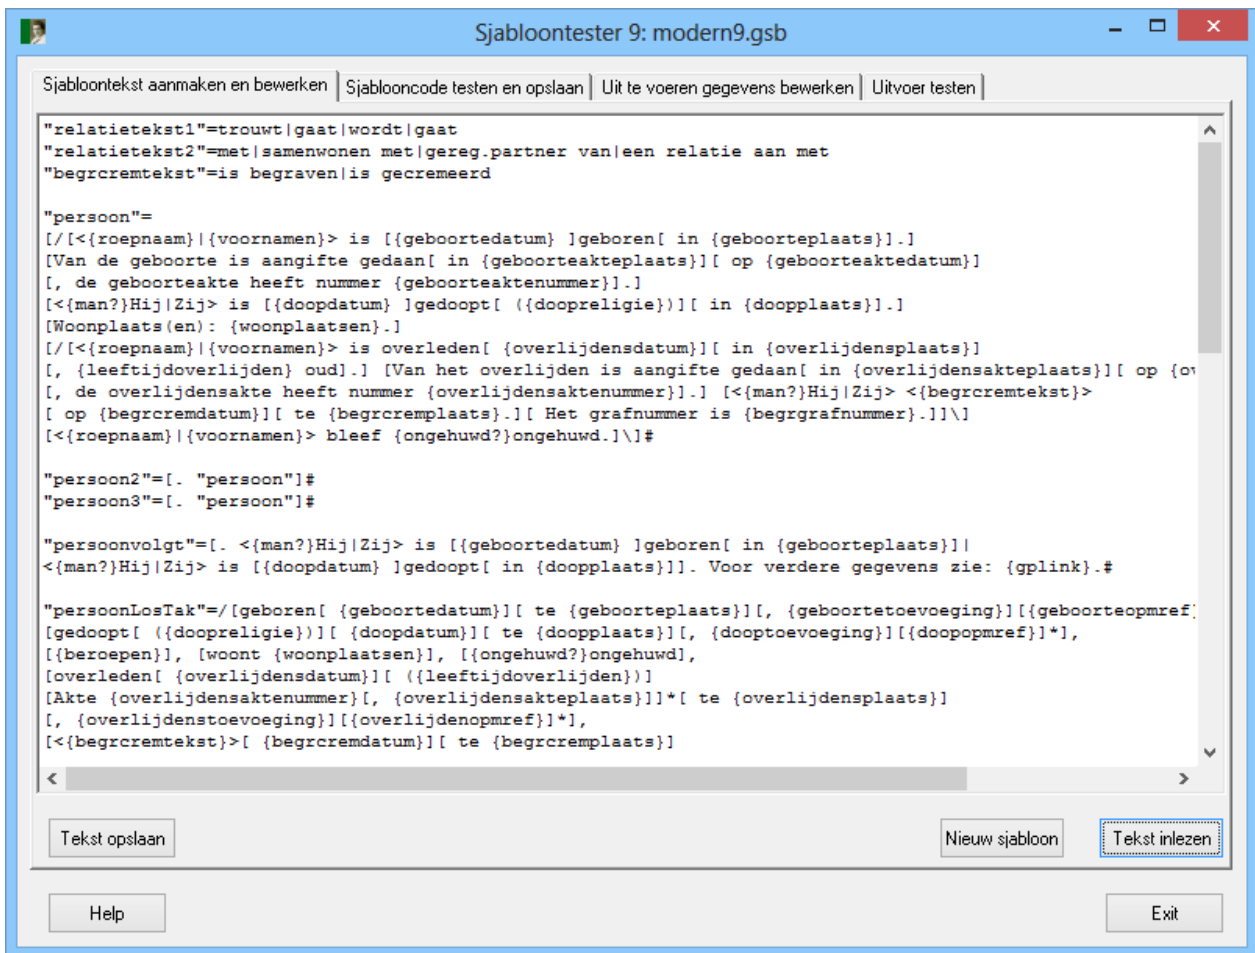 Sjabloontester 9: modern9.gsb
Sjabloontekst aanmaken en bewerken Sjablooncode testen en opslaan Uit te voeren gegevens bewerken Uitvoer testen
"relatietekst1"=trouwt|gaat|wordt|gaat
"relatietekst2"=met|samenwonen met|gereg.partner van|een relatie aan met
"begrcremtekst"=is begraven|is gecremeerd
"persoon"=
[/[<{roepnaam}|{voornamen}> is [{geboortedatum} ]geboren[ in {geboorteplaats}].]
[Van de geboorte is aangifte gedaan[ in {geboorteakteplaats}][ op {geboorteaktedatum}]
[, de geboorteakte heeft nummer {geboorteaktenummer}].]
[<{man?}Hij|Zij> is [{doopdatum} ]gedoopt[ ({doopreligie})][ in {doopplaats}].]
[Woonplaats(en): {woonplaatsen}.]
[/[<{roepnaam}|{voornamen}> is overleden[ {overlijdensdatum}][ in {overlijdensplaats}]
[, {leeftijdoverlijden} oud].] [Van het overlijden is aangifte gedaan[ in {overlijdensakteplaats}][ op {ov
[, de overlijdensakte heeft nummer {overlijdensaktenummer}].] [<{man?}Hij|Zij> <{begrcremtekst}>
[ op {begrcremdatum}][ te {begrcremplaats}.][ Het grafnummer is {begrgrafnummer}.]]\]
[<{roepnaam}|{voornamen}> bleef {ongehuwd?}ongehuwd.]\]#
"persoon2"=[. "persoon"]#
"persoon3"=[. "persoon"]#
"persoonvolgt"=[. <{man?}Hij|Zij> is [{geboortedatum} ]geboren[ in {geboorteplaats}]|
<{man?}Hij|Zij> is [{doopdatum} ]gedoopt[ in {doopplaats}]]. Voor verdere gegevens zie: {gplink}.#
"persoonLosTak"=/[geboren[ {geboortedatum}][ te {geboorteplaats}][, {geboortetoevoeging}][{geboorteopmref}
[gedoopt[ ({doopreligie})][ {doopdatum}][ te {doopplaats}][, {dooptoevoeging}][{doopopmref}]*],
[{beroepen}], [woont {woonplaatsen}], [{ongehuwd?}ongehuwd],
[overleden[ {overlijdensdatum}][ ({leeftijdoverlijden})]
[Akte {overlijdensaktenummer}[, {overlijdensakteplaats}]]*[ te {overlijdensplaats}]
[, {overlijdenstoevoeging}][{overlijdenopmref}]*],
[<{begrcremtekst}>[ {begrcremdatum}][ te {begrcremplaats}]
Tekst opslaan Nieuw sjabloon Tekst inlezen
Help Exit